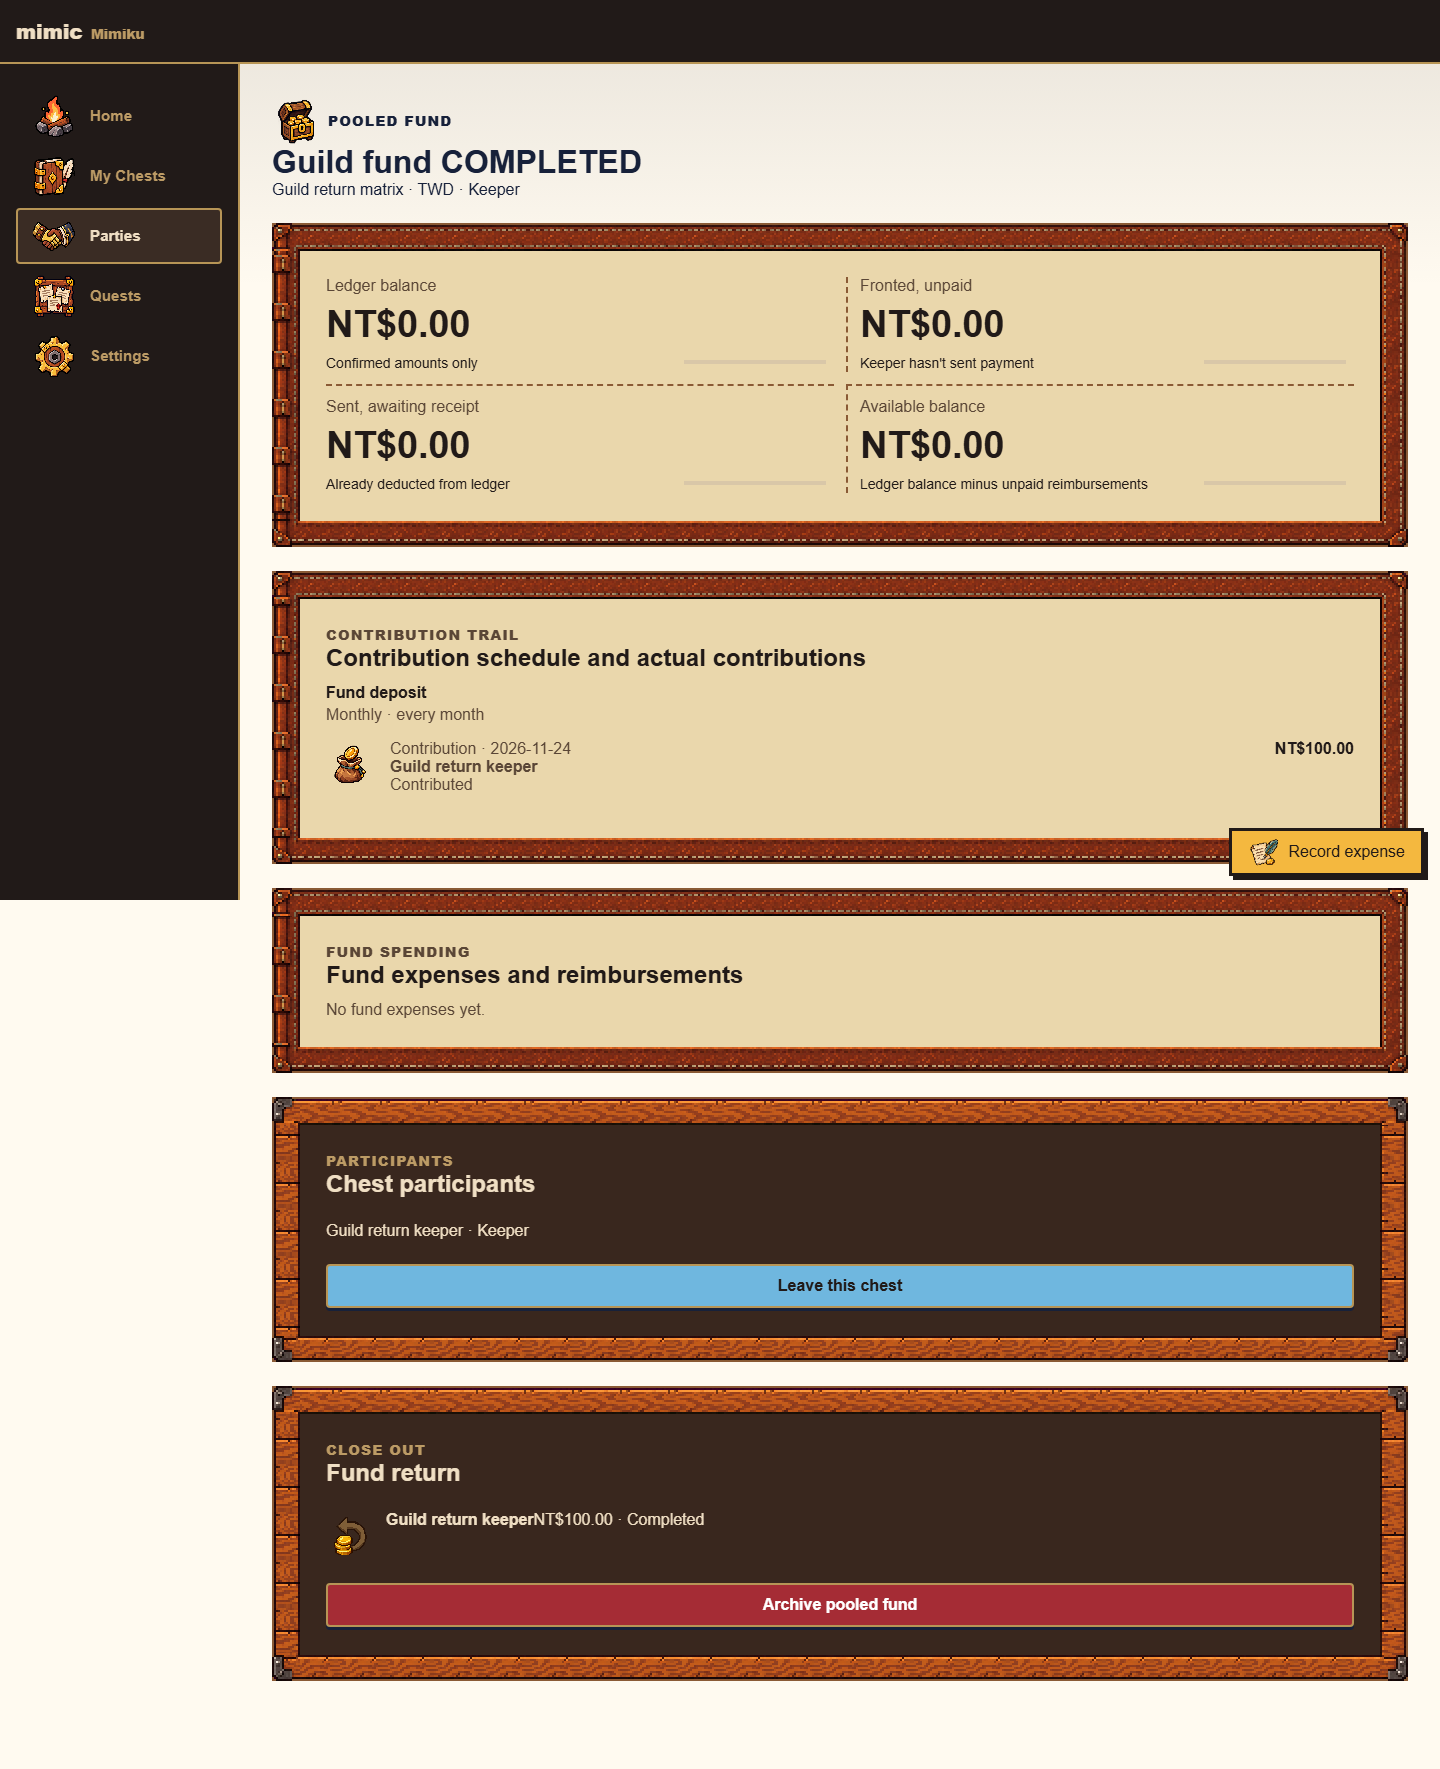 mimic Mimiku
Home
My Chests
Parties
Quests
Settings
POOLED FUND
Guild fund COMPLETED
Guild return matrix · TWD · Keeper
Ledger balance
NT$0.00
Confirmed amounts only
Fronted, unpaid
NT$0.00
Keeper hasn't sent payment
Sent, awaiting receipt
NT$0.00
Already deducted from ledger
Available balance
NT$0.00
Ledger balance minus unpaid reimbursements
CONTRIBUTION TRAIL
Contribution schedule and actual contributions
Fund deposit
Monthly · every month
Contribution · 2026-11-24 NT$100.00
Guild return keeper
Contributed
Record expense
FUND SPENDING
Fund expenses and reimbursements
No fund expenses yet.
PARTICIPANTS
Chest participants
Guild return keeper · Keeper
Leave this chest
CLOSE OUT
Fund return
Guild return keeperNT$100.00 · Completed
Archive pooled fund